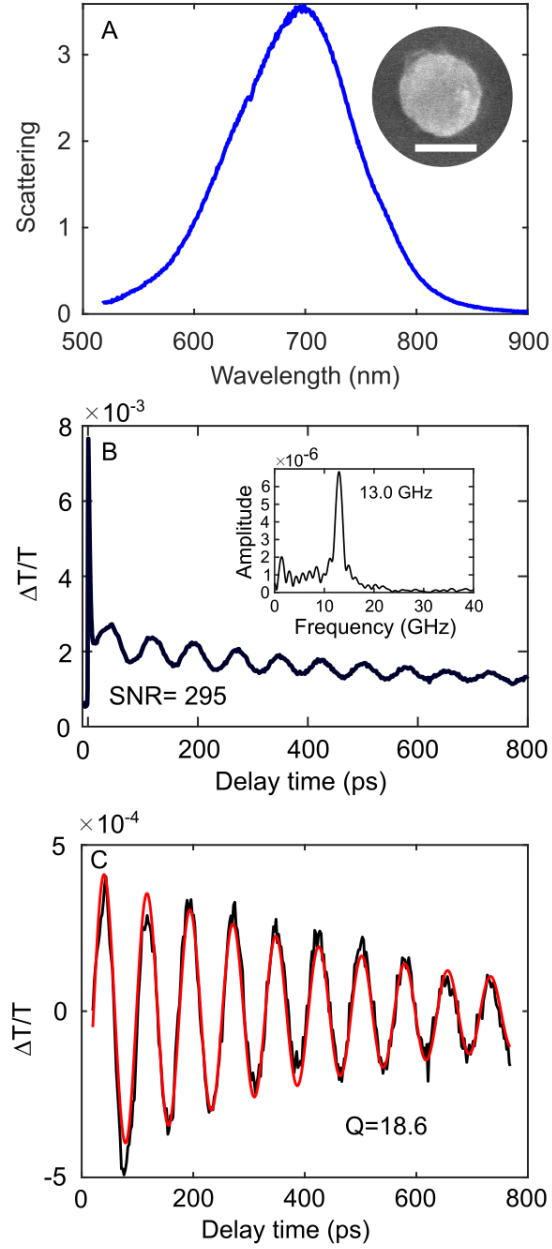 A
Scattering
3
2
1
0
500 600 700 800 900
Wavelength (nm)
×10⁻³
B
ΔT/T
8
6
4
2
0
0 200 400 600 800
Delay time (ps)
SNR= 295
×10⁻⁶
Amplitude
6
5
4
3
2
1
0
13.0 GHz
0 10 20 30 40
Frequency (GHz)
×10⁻⁴
C
ΔT/T
5
0
-5
Q=18.6
0 200 400 600 800
Delay time (ps)